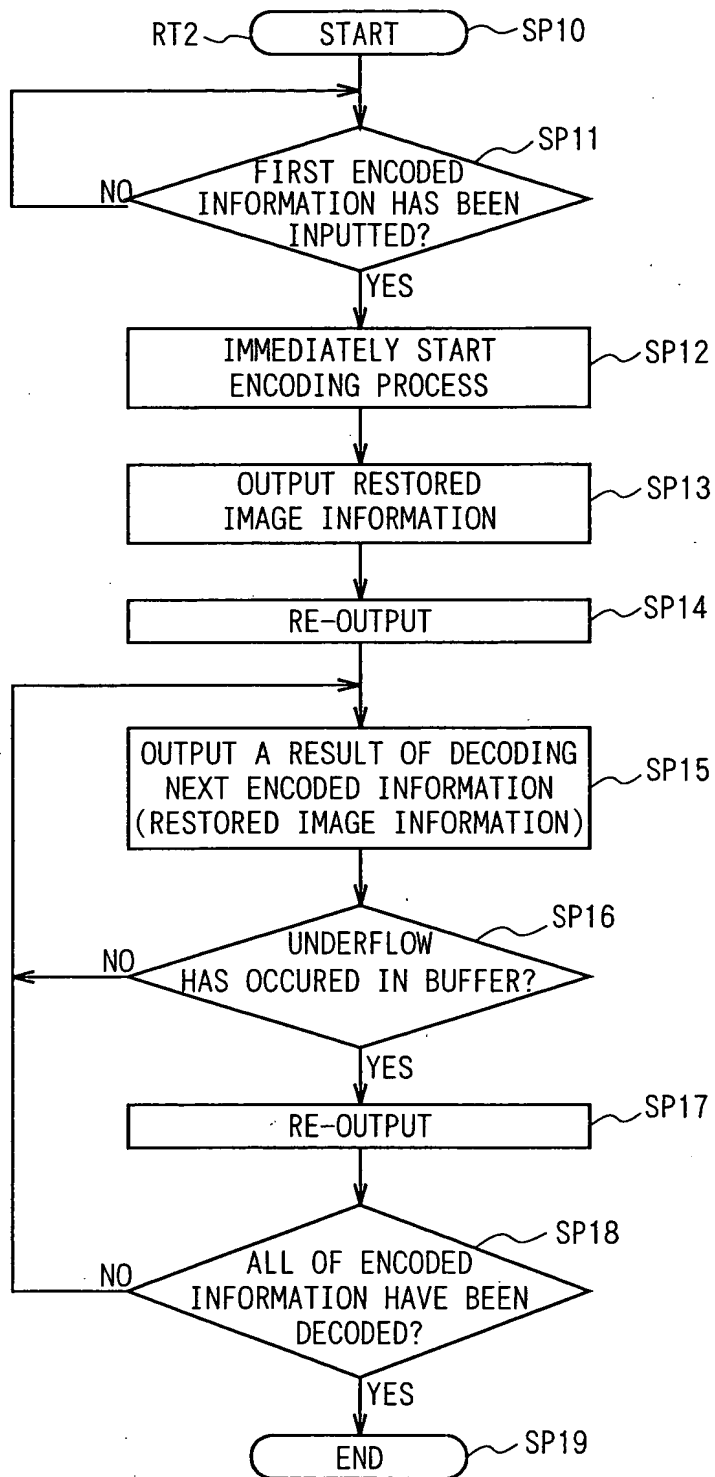 RT2
START
SP10
SP11
FIRST ENCODED
INFORMATION HAS BEEN
INPUTTED?
NO
YES
IMMEDIATELY START
ENCODING PROCESS
SP12
OUTPUT RESTORED
IMAGE INFORMATION
SP13
RE-OUTPUT
SP14
OUTPUT A RESULT OF DECODING
NEXT ENCODED INFORMATION
(RESTORED IMAGE INFORMATION)
SP15
SP16
UNDERFLOW
HAS OCCURED IN BUFFER?
NO
YES
RE-OUTPUT
SP17
SP18
ALL OF ENCODED
INFORMATION HAVE BEEN
DECODED?
NO
YES
END
SP19